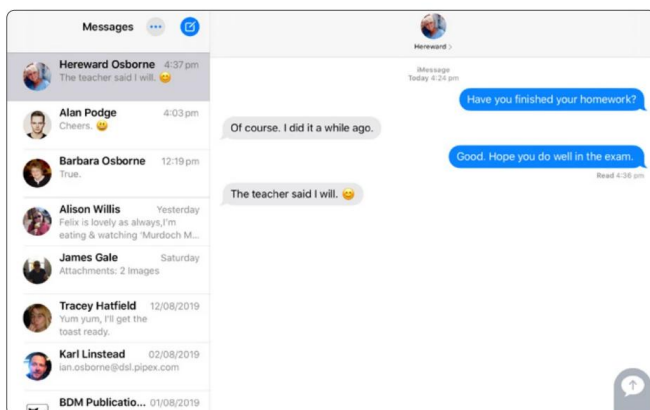 Messages
Hereward Osborne 4:37 pm
The teacher said I will. 😊
Alan Podge 4:03 pm
Cheers. 😃
Barbara Osborne 12:19 pm
True.
Alison Willis Yesterday
Felix is lovely as always,I'm
eating & watching 'Murdoch M...
James Gale Saturday
Attachments: 2 Images
Tracey Hatfield 12/08/2019
Yum yum, I'll get the
toast ready.
Karl Linstead 02/08/2019
ian.osborne@dsl.pipex.com
BDM Publicatio... 01/08/2019
Hereward >
iMessage
Today 4:24 pm
Have you finished your homework?
Of course. I did it a while ago.
Good. Hope you do well in the exam.
Read 4:36 pm
The teacher said I will. 😊